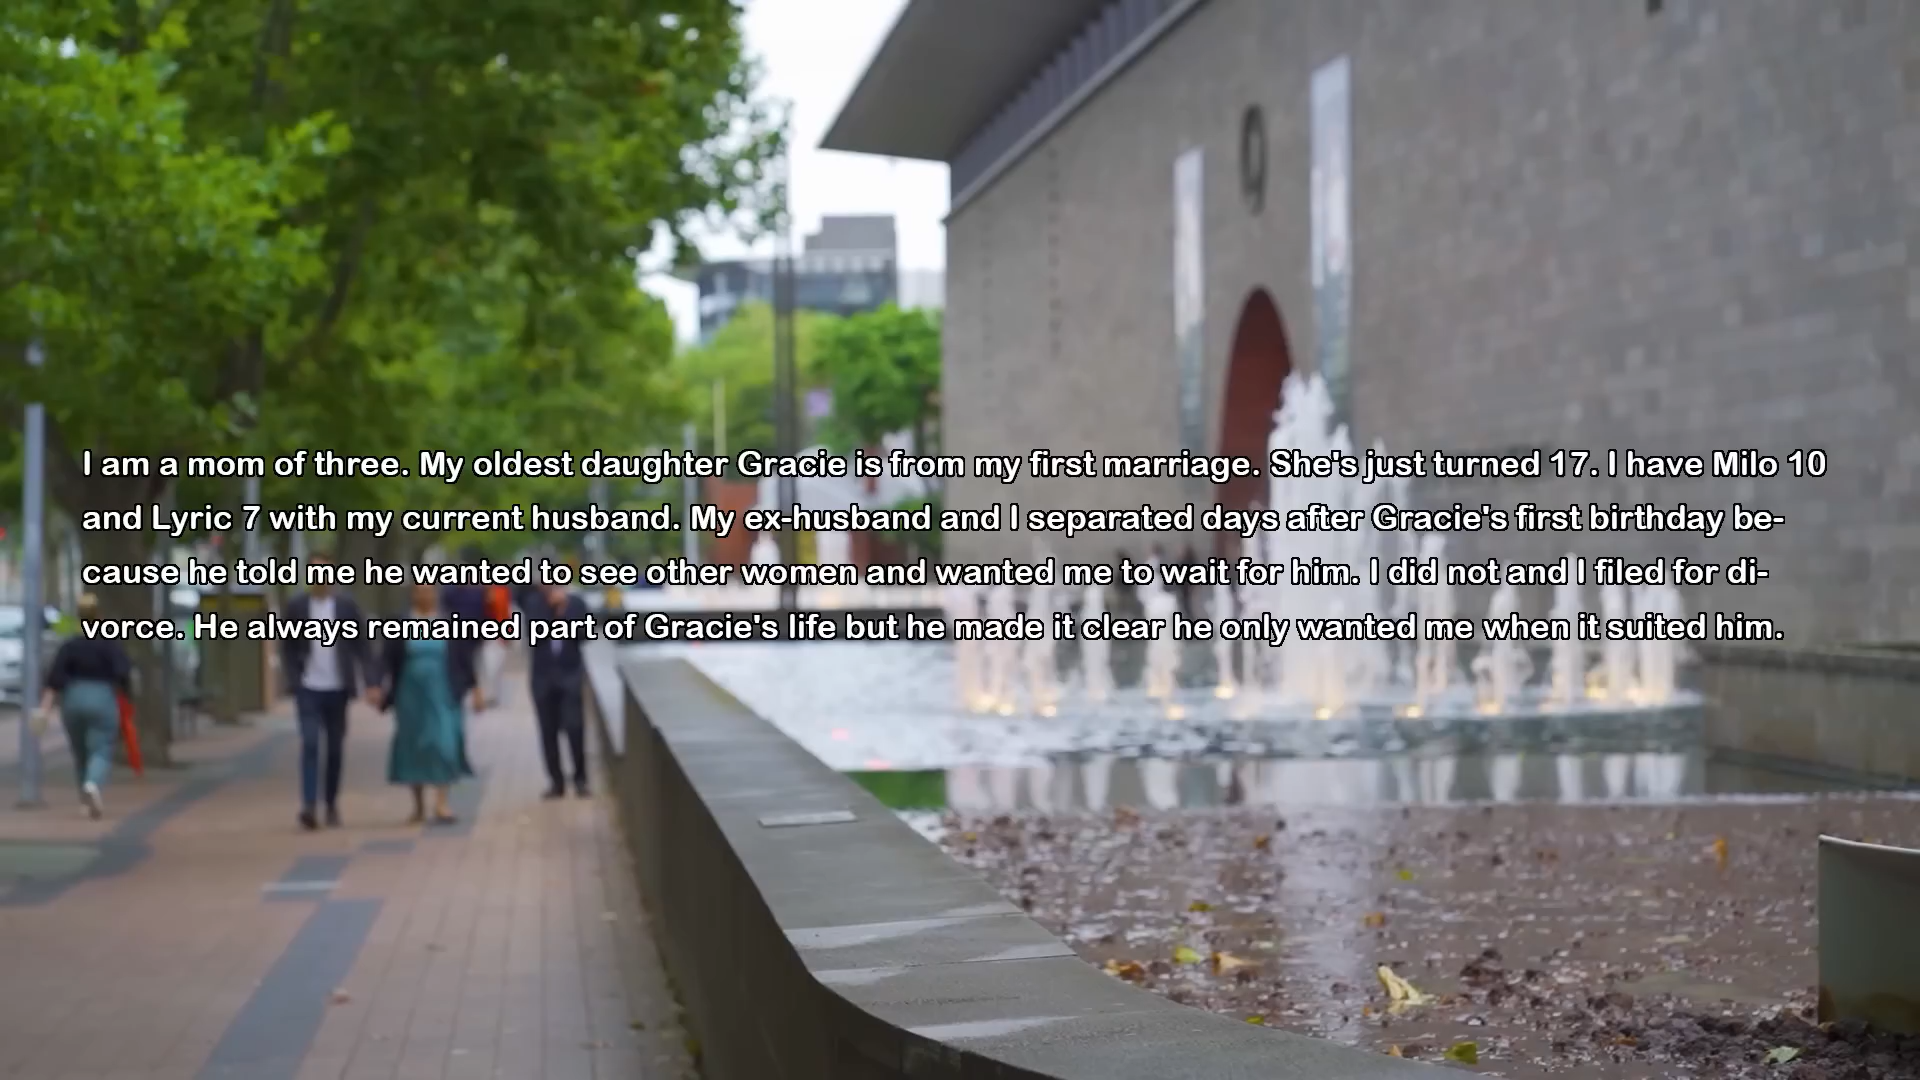 I am a mom of three. My oldest daughter Gracie is from my first marriage. She's just turned 17. I have Milo 10
and Lyric 7 with my current husband. My ex-husband and I separated days after Gracie's first birthday be-
cause he told me he wanted to see other women and wanted me to wait for him. I did not and I filed for di-
vorce. He always remained part of Gracie's life but he made it clear he only wanted me when it suited him.